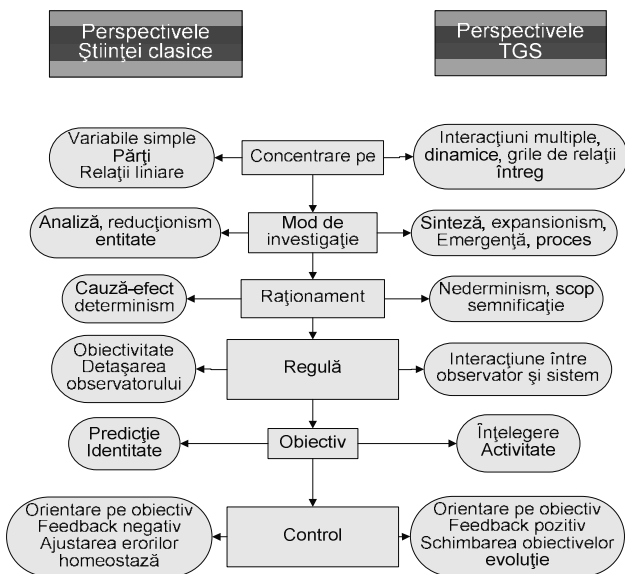 Perspectivele
Ştiinţei clasice
Perspectivele
TGS
Variabile simple
Părţi
Relaţii liniare
Concentrare pe
Interacţiuni multiple,
dinamice, grile de relaţii
întreg
Analiză, reducţionism
entitate
Mod de
investigaţie
Sinteză, expansionism,
Emergenţă, proces
Cauză-efect
determinism
Raţionament
Nederminism, scop
semnificaţie
Obiectivitate
Detaşarea
observatorului
Regulă
Interacţiune între
observator şi sistem
Predicţie
Identitate
Obiectiv
Înţelegere
Activitate
Orientare pe obiectiv
Feedback negativ
Ajustarea erorilor
homeostază
Control
Orientare pe obiectiv
Feedback pozitiv
Schimbarea obiectivelor
evoluţie